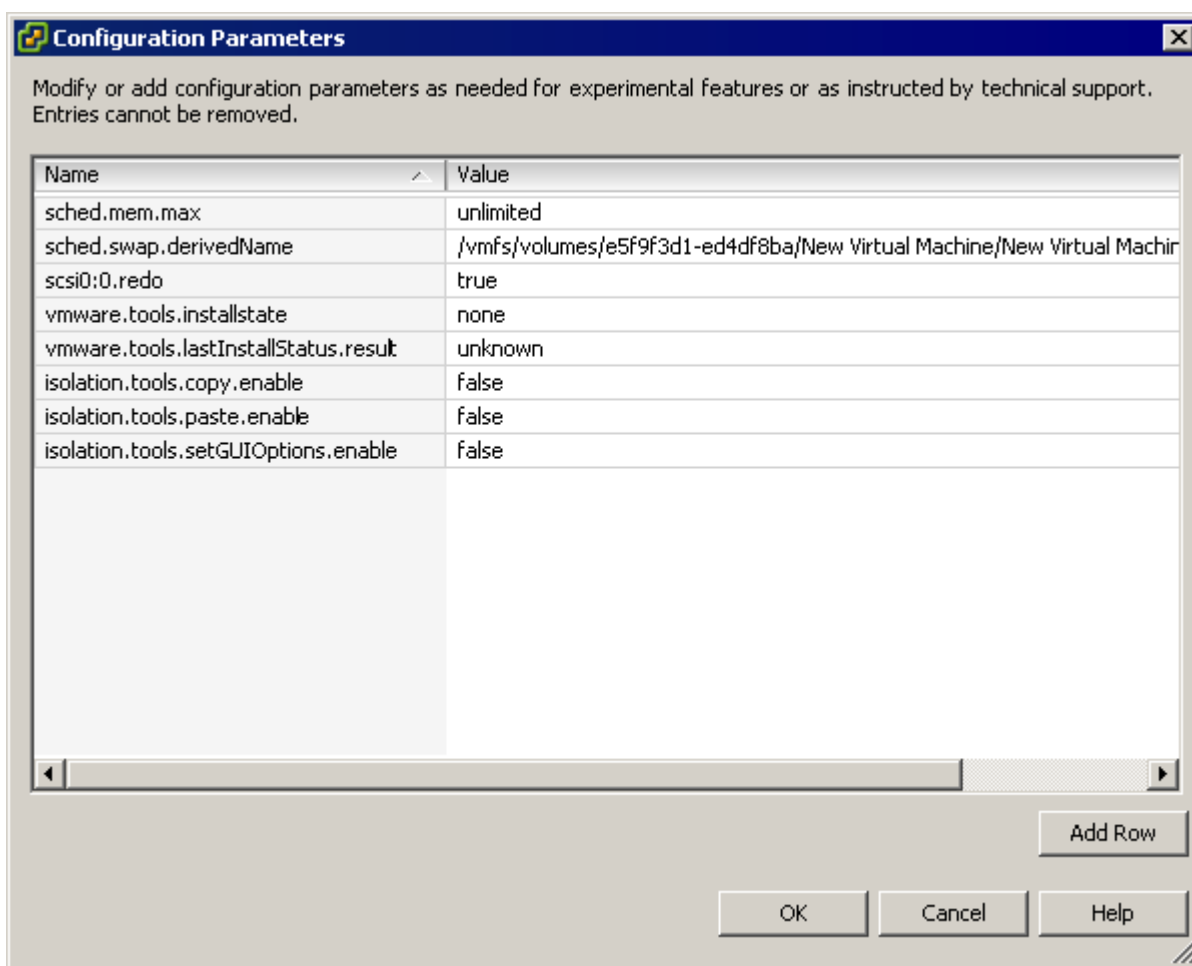 Configuration Parameters
Modify or add configuration parameters as needed for experimental features or as instructed by technical support.
Entries cannot be removed.
Name Value
sched.mem.max unlimited
sched.swap.derivedName /vmfs/volumes/e5f9f3d1-ed4df8ba/New Virtual Machine/New Virtual Machin
scsi0:0.redo true
vmware.tools.installstate none
vmware.tools.lastInstallStatus.result unknown
isolation.tools.copy.enable false
isolation.tools.paste.enable false
isolation.tools.setGUIOptions.enable false
Add Row
OK Cancel Help